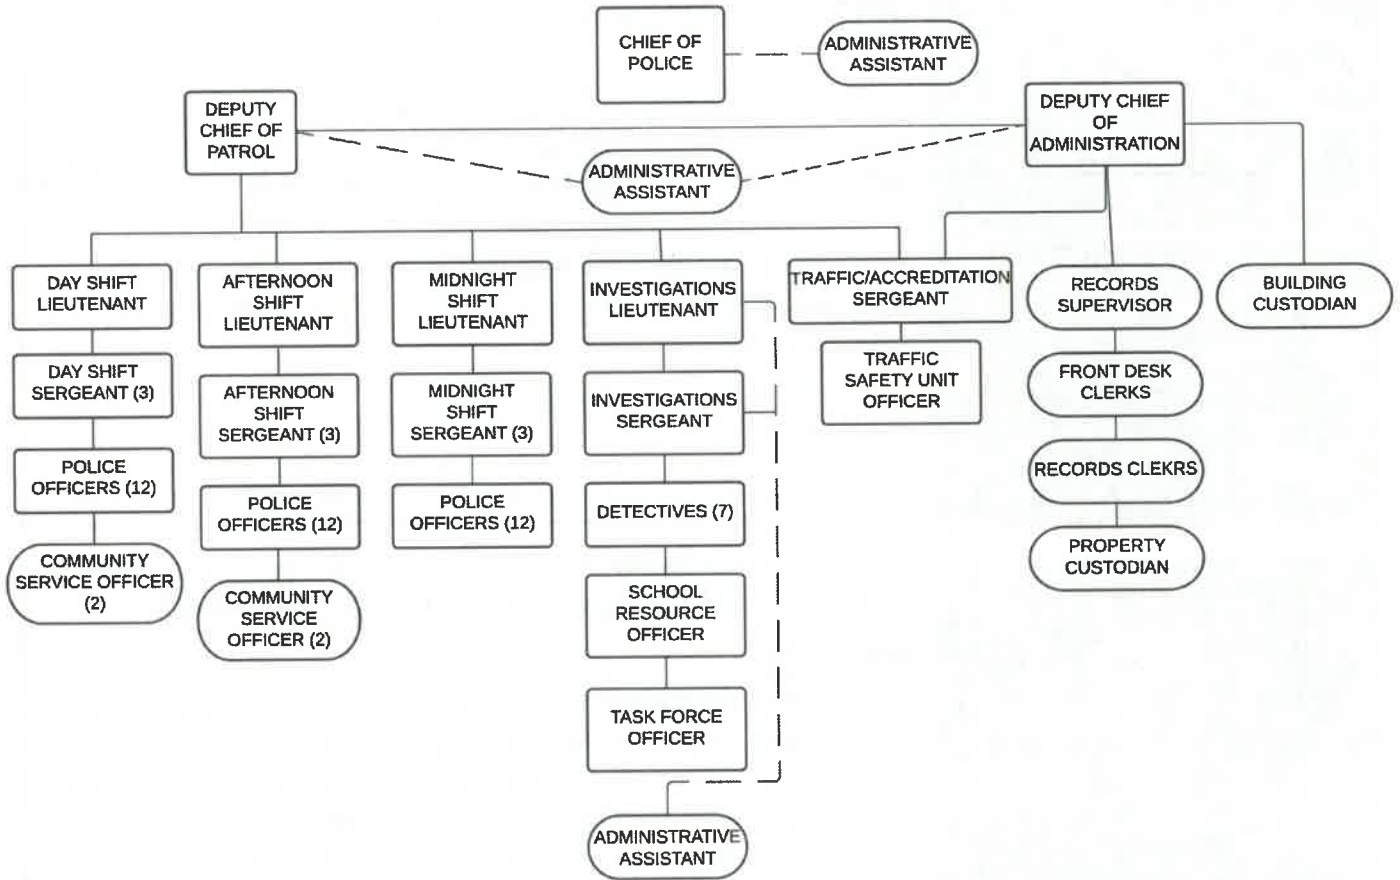 CHIEF OF
POLICE
ADMINISTRATIVE
ASSISTANT
DEPUTY
CHIEF OF
PATROL
DEPUTY CHIEF
OF
ADMINISTRATION
ADMINISTRATIVE
ASSISTANT
DAY SHIFT
LIEUTENANT
AFTERNOON
SHIFT
LIEUTENANT
MIDNIGHT
SHIFT
LIEUTENANT
INVESTIGATIONS
LIEUTENANT
TRAFFIC/ACCREDITATION
SERGEANT
RECORDS
SUPERVISOR
BUILDING
CUSTODIAN
DAY SHIFT
SERGEANT (3)
AFTERNOON
SHIFT
SERGEANT (3)
MIDNIGHT
SHIFT
SERGEANT (3)
INVESTIGATIONS
SERGEANT
TRAFFIC
SAFETY UNIT
OFFICER
FRONT DESK
CLERKS
POLICE
OFFICERS (12)
POLICE
OFFICERS (12)
POLICE
OFFICERS (12)
DETECTIVES (7)
RECORDS CLEKRS
COMMUNITY
SERVICE OFFICER
(2)
COMMUNITY
SERVICE
OFFICER (2)
SCHOOL
RESOURCE
OFFICER
PROPERTY
CUSTODIAN
TASK FORCE
OFFICER
ADMINISTRATIVE
ASSISTANT